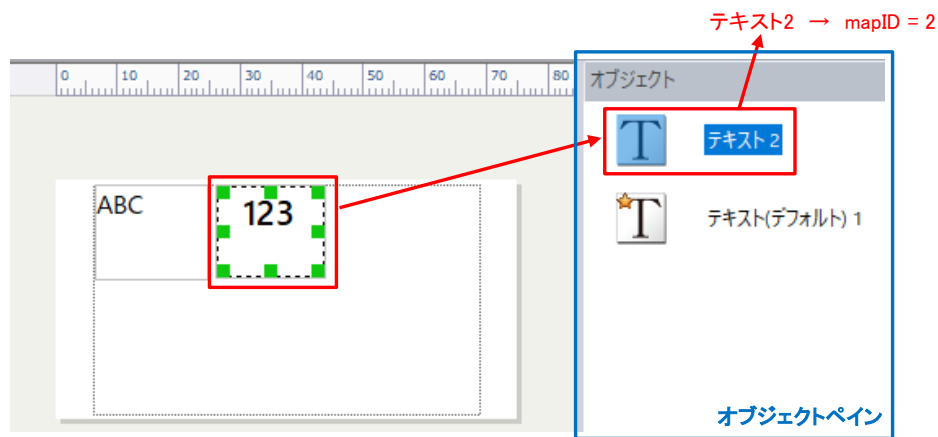 テキスト2 → mapID = 2
0 10 20 30 40 50 60 70 80
オブジェクト
テキスト 2
ABC
123
テキスト(デフォルト) 1
オブジェクトペイン